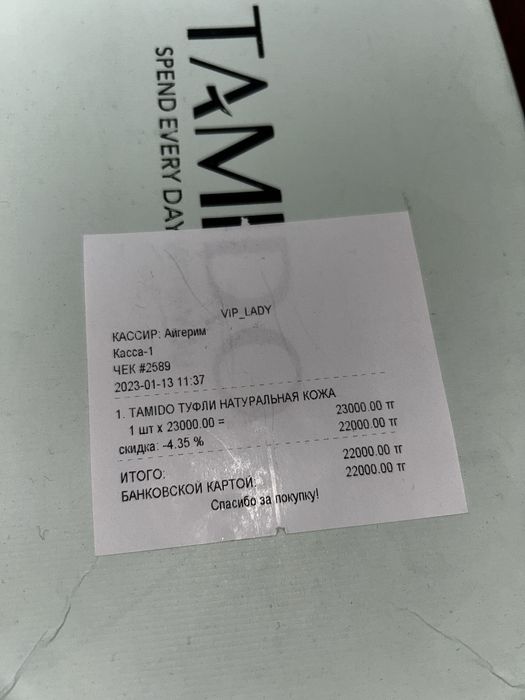 TAMIDO
SPEND EVERY DAY
VIP_LADY
КАССИР: Айгерим
Касса-1
ЧЕК #2589
2023-01-13 11:37
1. TAMIDO ТУФЛИ НАТУРАЛЬНАЯ КОЖА
1 шт x 23000.00 = 23000.00 тг
скидка: -4.35 % 22000.00 тг
ИТОГО: 22000.00 тг
БАНКОВСКОЙ КАРТОЙ: 22000.00 тг
Спасибо за покупку!